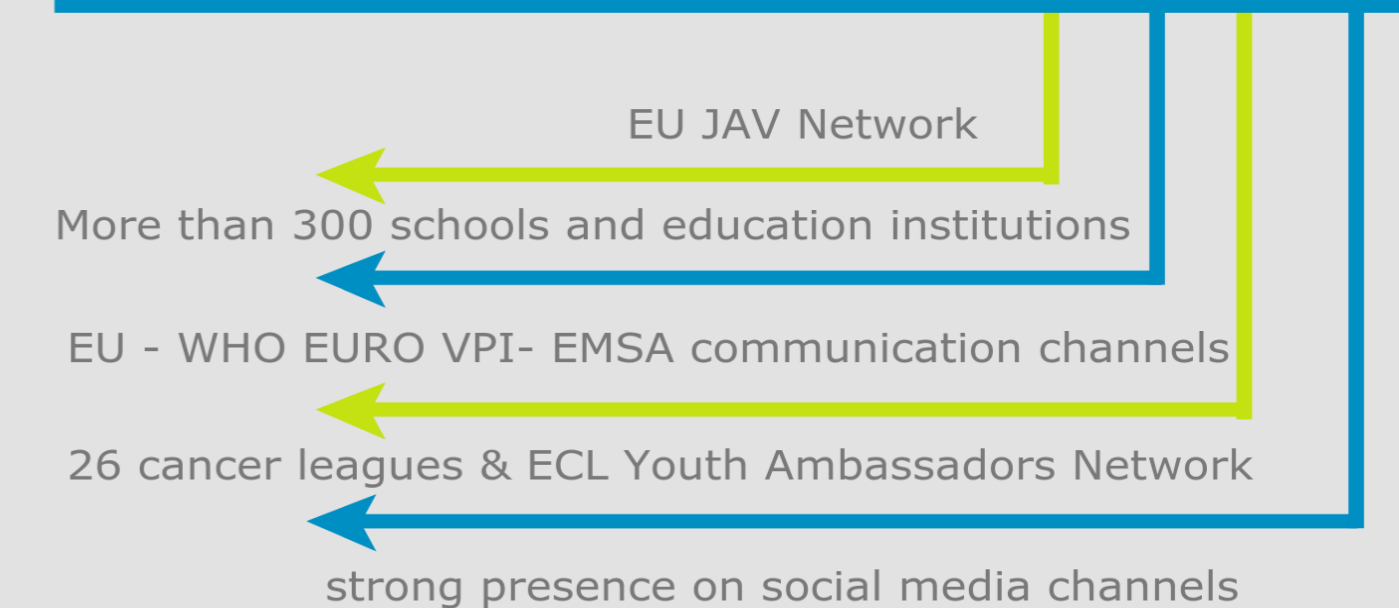 EU JAV Network
More than 300 schools and education institutions
EU - WHO EURO VPI- EMSA communication channels
26 cancer leagues & ECL Youth Ambassadors Network
strong presence on social media channels